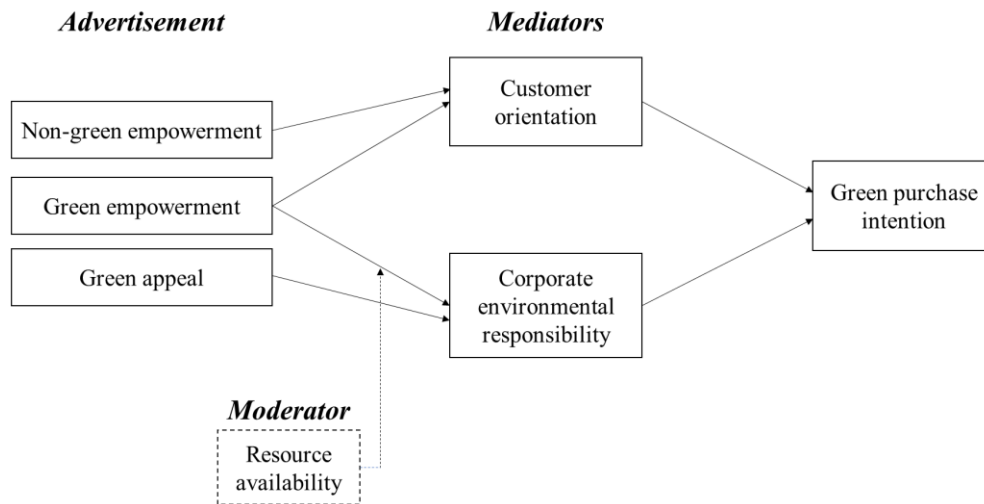 Advertisement
Mediators
Non-green empowerment
Green empowerment
Green appeal
Customer
orientation
Corporate
environmental
responsibility
Green purchase
intention
Moderator
Resource
availability